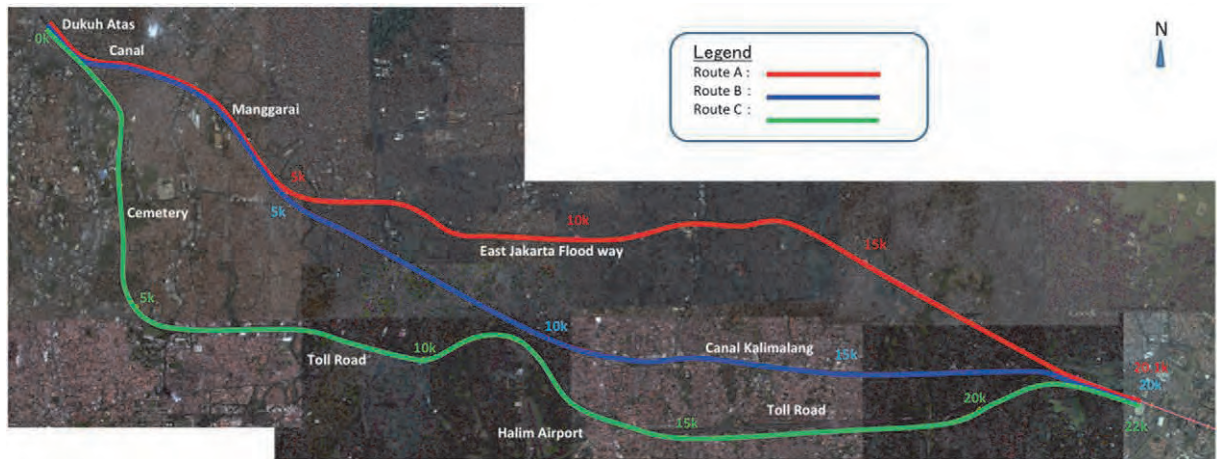 Dukuh Atas
0k
Canal
Manggarai
Legend
Route A :
Route B :
Route C :
N
5k
5k
Cemetery
10k
East Jakarta Flood way
15k
5k
Toll Road
10k
10k
Canal Kalimalang
15k
Google
20k
20k
Toll Road
Halim Airport
15k
22k